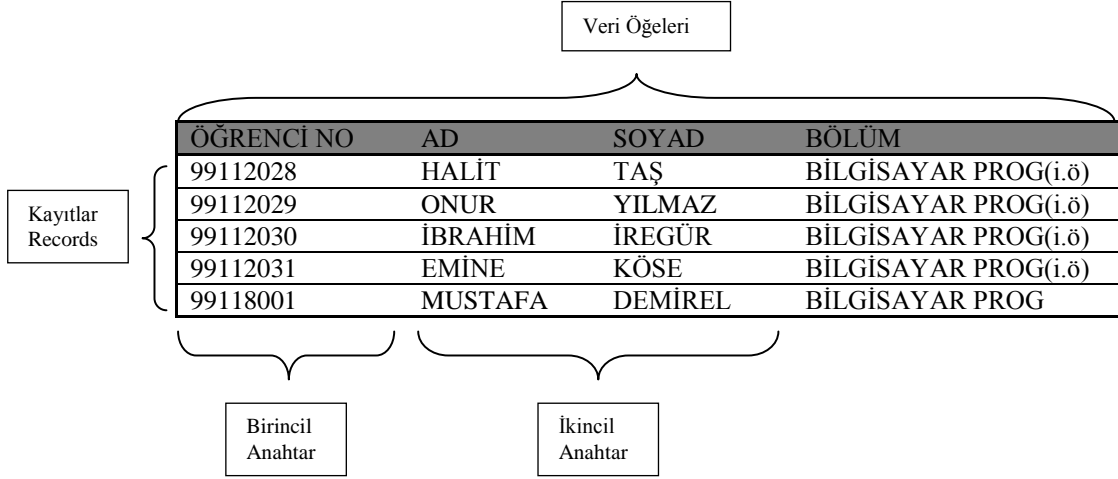 Veri Öğeleri
ÖĞRENCİ NO AD SOYAD BÖLÜM
99112028 HALİT TAŞ BİLGİSAYAR PROG(i.ö)
99112029 ONUR YILMAZ BİLGİSAYAR PROG(i.ö)
99112030 İBRAHİM İREGÜR BİLGİSAYAR PROG(i.ö)
99112031 EMİNE KÖSE BİLGİSAYAR PROG(i.ö)
99118001 MUSTAFA DEMİREL BİLGİSAYAR PROG
Kayıtlar
Records
Birincil
Anahtar
İkincil
Anahtar